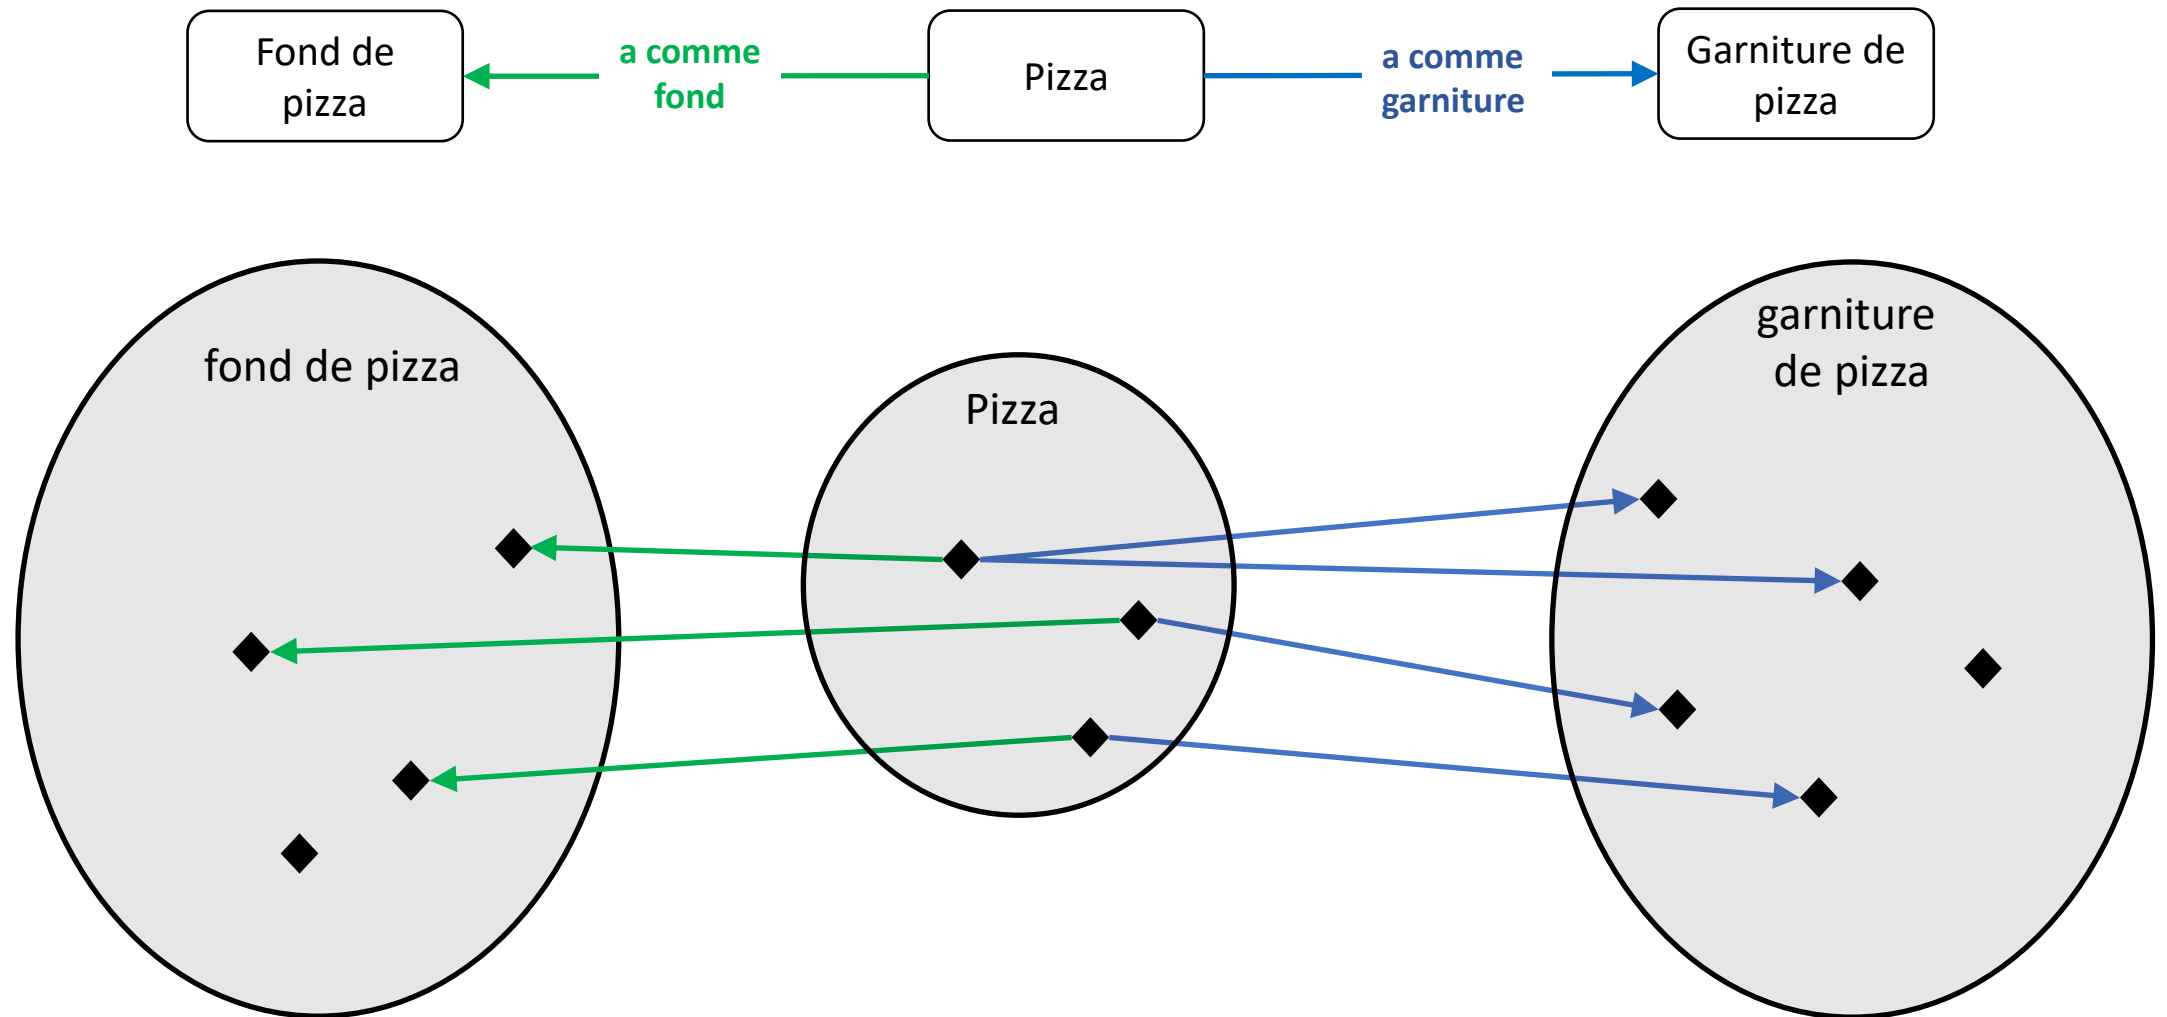 Fond de
pizza
a comme
fond
Pizza
a comme
garniture
Garniture de
pizza
fond de pizza
Pizza
garniture
de pizza